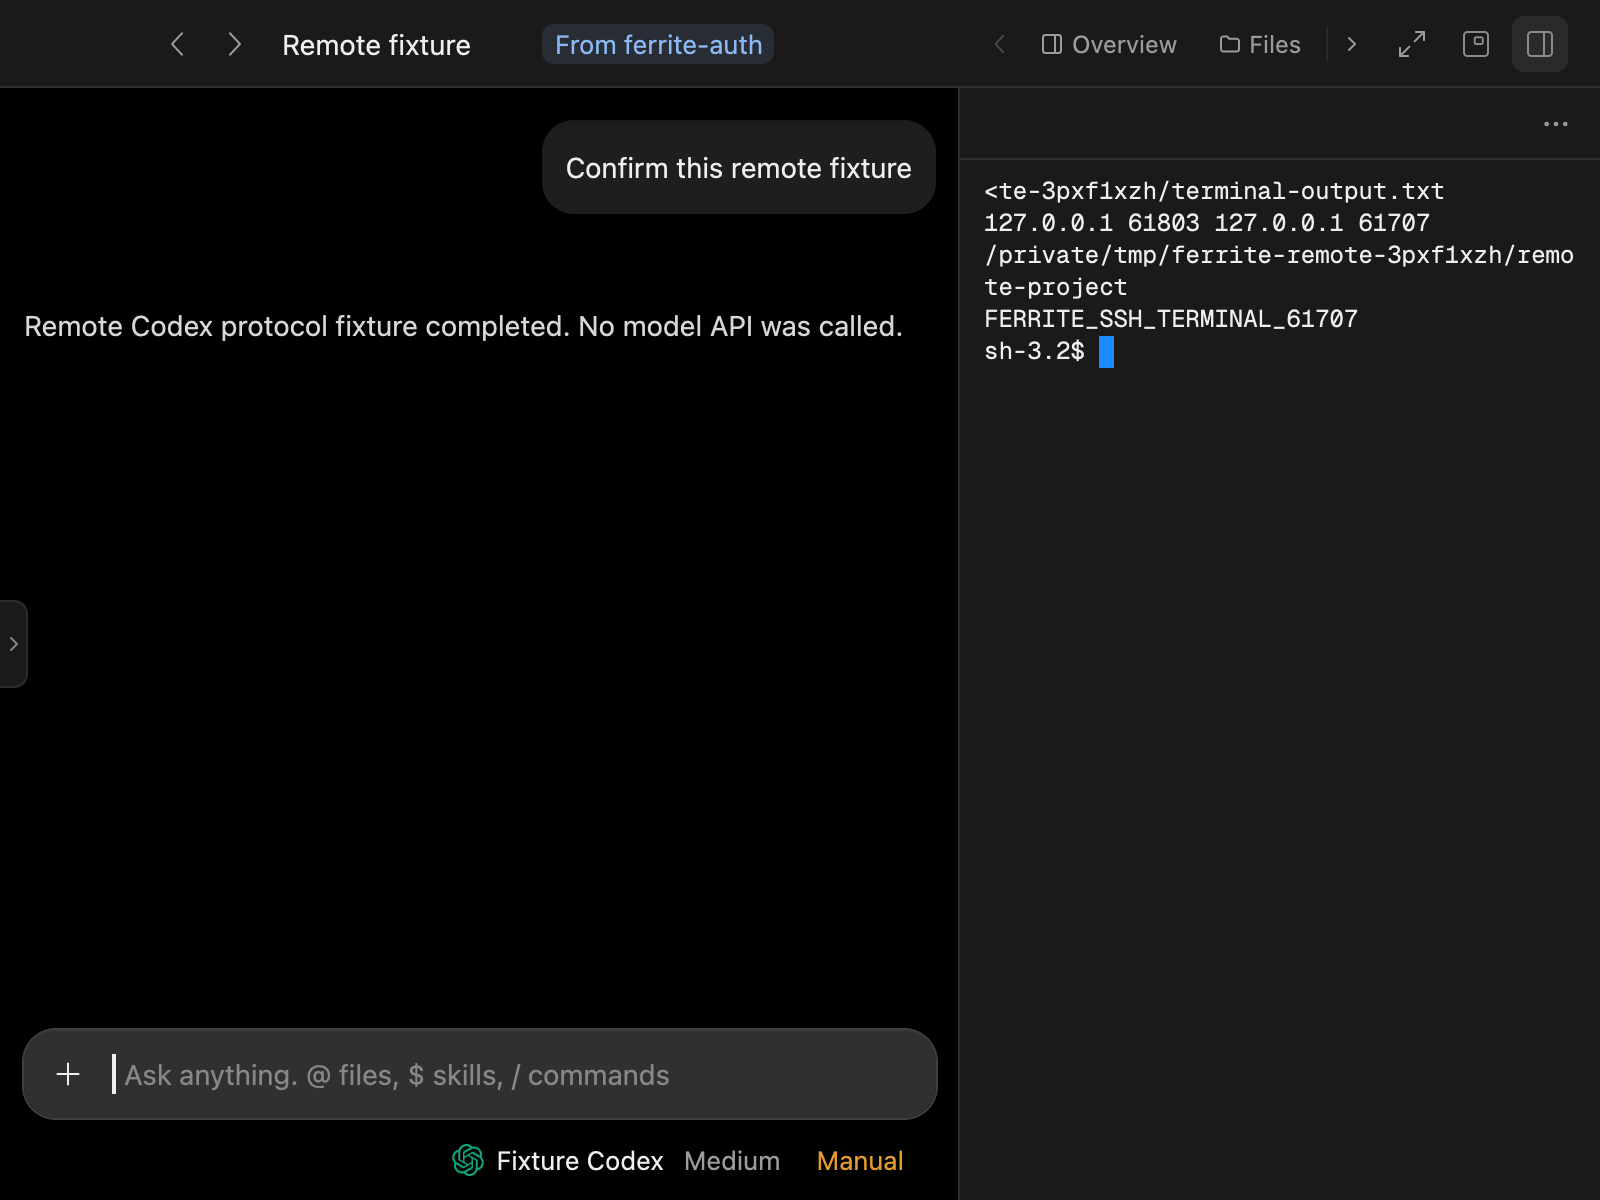 Remote fixture
From ferrite-auth
Overview
Files
Confirm this remote fixture
Remote Codex protocol fixture completed. No model API was called.
Ask anything. @ files, $ skills, / commands
Fixture Codex Medium Manual
<te-3pxf1xzh/terminal-output.txt
127.0.0.1 61803 127.0.0.1 61707
/private/tmp/ferrite-remote-3pxf1xzh/remo
te-project
FERRITE_SSH_TERMINAL_61707
sh-3.2$